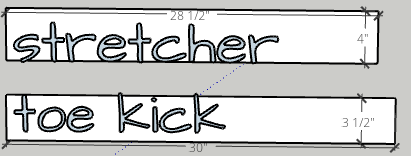 28 1/2"
stretcher
4"
toe kick
3 1/2"
30"